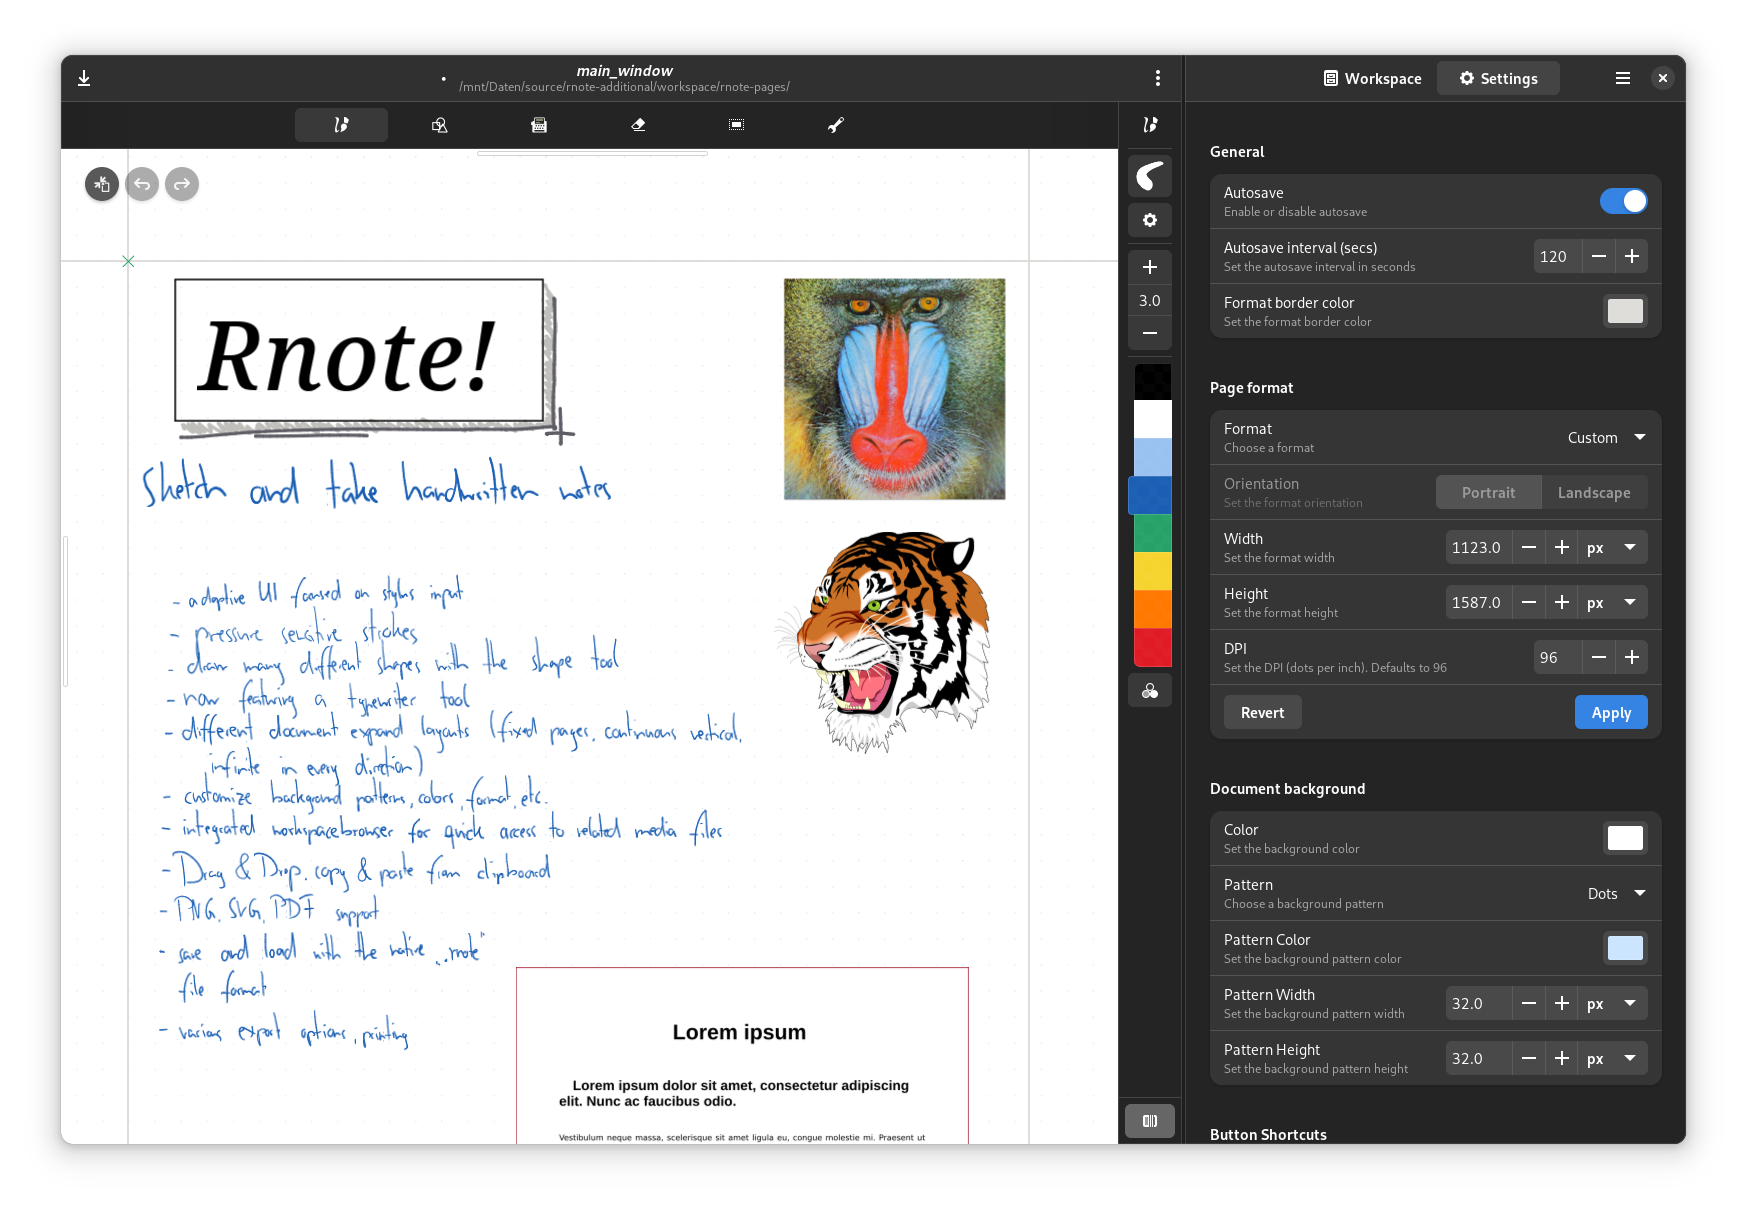 main_window
/mnt/Daten/source/rnote-additional/workspace/rnote-pages/
Workspace
Settings
Rnote!
Sketch and take handwritten notes
- adaptive UI focused on stylus input
- pressure sensitive strokes
- draw many different shapes with the shape tool
- now featuring a typewriter tool
- different document expand layouts (fixed pages, continuous vertical,
infinite in every direction)
- customize background patterns, colors, format, etc.
- integrated workspacebrowser for quick access to related media files
- Drag & Drop, copy & paste from clipboard
- PNG, SVG, PDF support
- save and load with the native „.rnote"
file format
- various export options, printing
Lorem ipsum
Lorem ipsum dolor sit amet, consectetur adipiscing
elit. Nunc ac faucibus odio.
Vestibulum neque massa, scelerisque sit amet ligula eu, congue molestie mi. Praesent ut
3.0
General
Autosave
Enable or disable autosave
Autosave interval (secs)
Set the autosave interval in seconds
120
Format border color
Set the format border color
Page format
Format
Choose a format
Custom
Orientation
Set the format orientation
Portrait
Landscape
Width
Set the format width
1123.0
px
Height
Set the format height
1587.0
px
DPI
Set the DPI (dots per inch). Defaults to 96
96
Revert
Apply
Document background
Color
Set the background color
Pattern
Choose a background pattern
Dots
Pattern Color
Set the background pattern color
Pattern Width
Set the background pattern width
32.0
px
Pattern Height
Set the background pattern height
32.0
px
Button Shortcuts